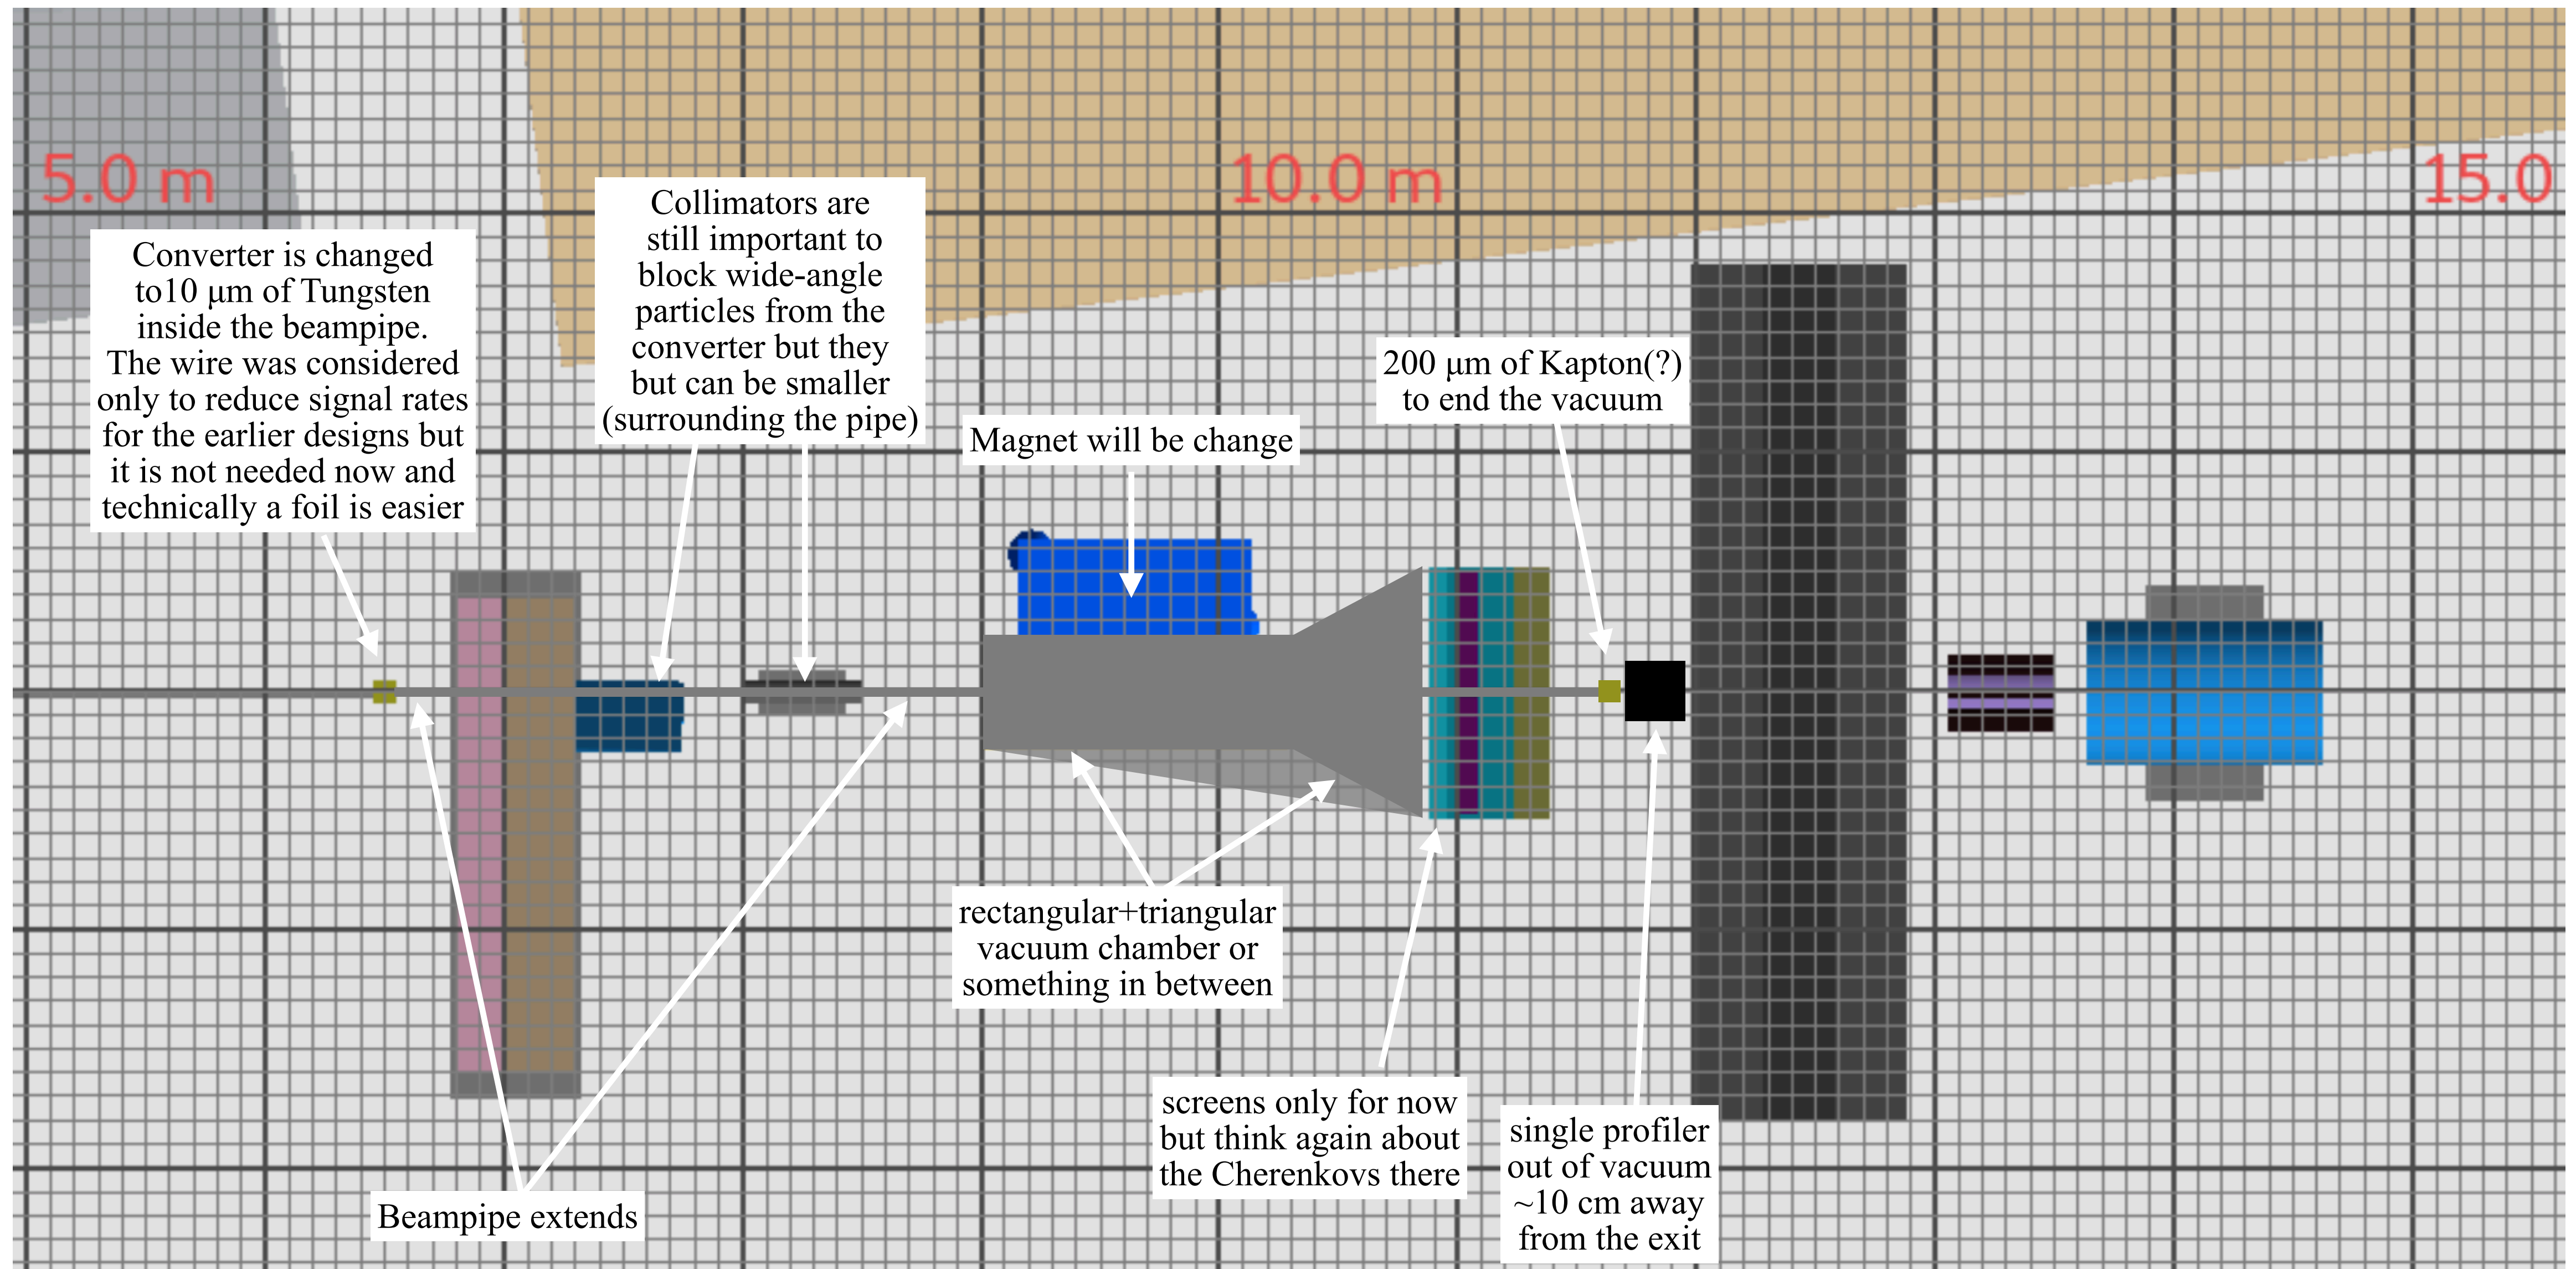 5.0 m
10.0 m
15.0
Converter is changed
to10 μm of Tungsten
inside the beampipe.
The wire was considered
only to reduce signal rates
for the earlier designs but
it is not needed now and
technically a foil is easier
Collimators are
still important to
block wide-angle
particles from the
converter but they
but can be smaller
(surrounding the pipe)
Magnet will be change
200 μm of Kapton(?)
to end the vacuum
rectangular+triangular
vacuum chamber or
something in between
screens only for now
but think again about
the Cherenkovs there
single profiler
out of vacuum
~10 cm away
from the exit
Beampipe extends